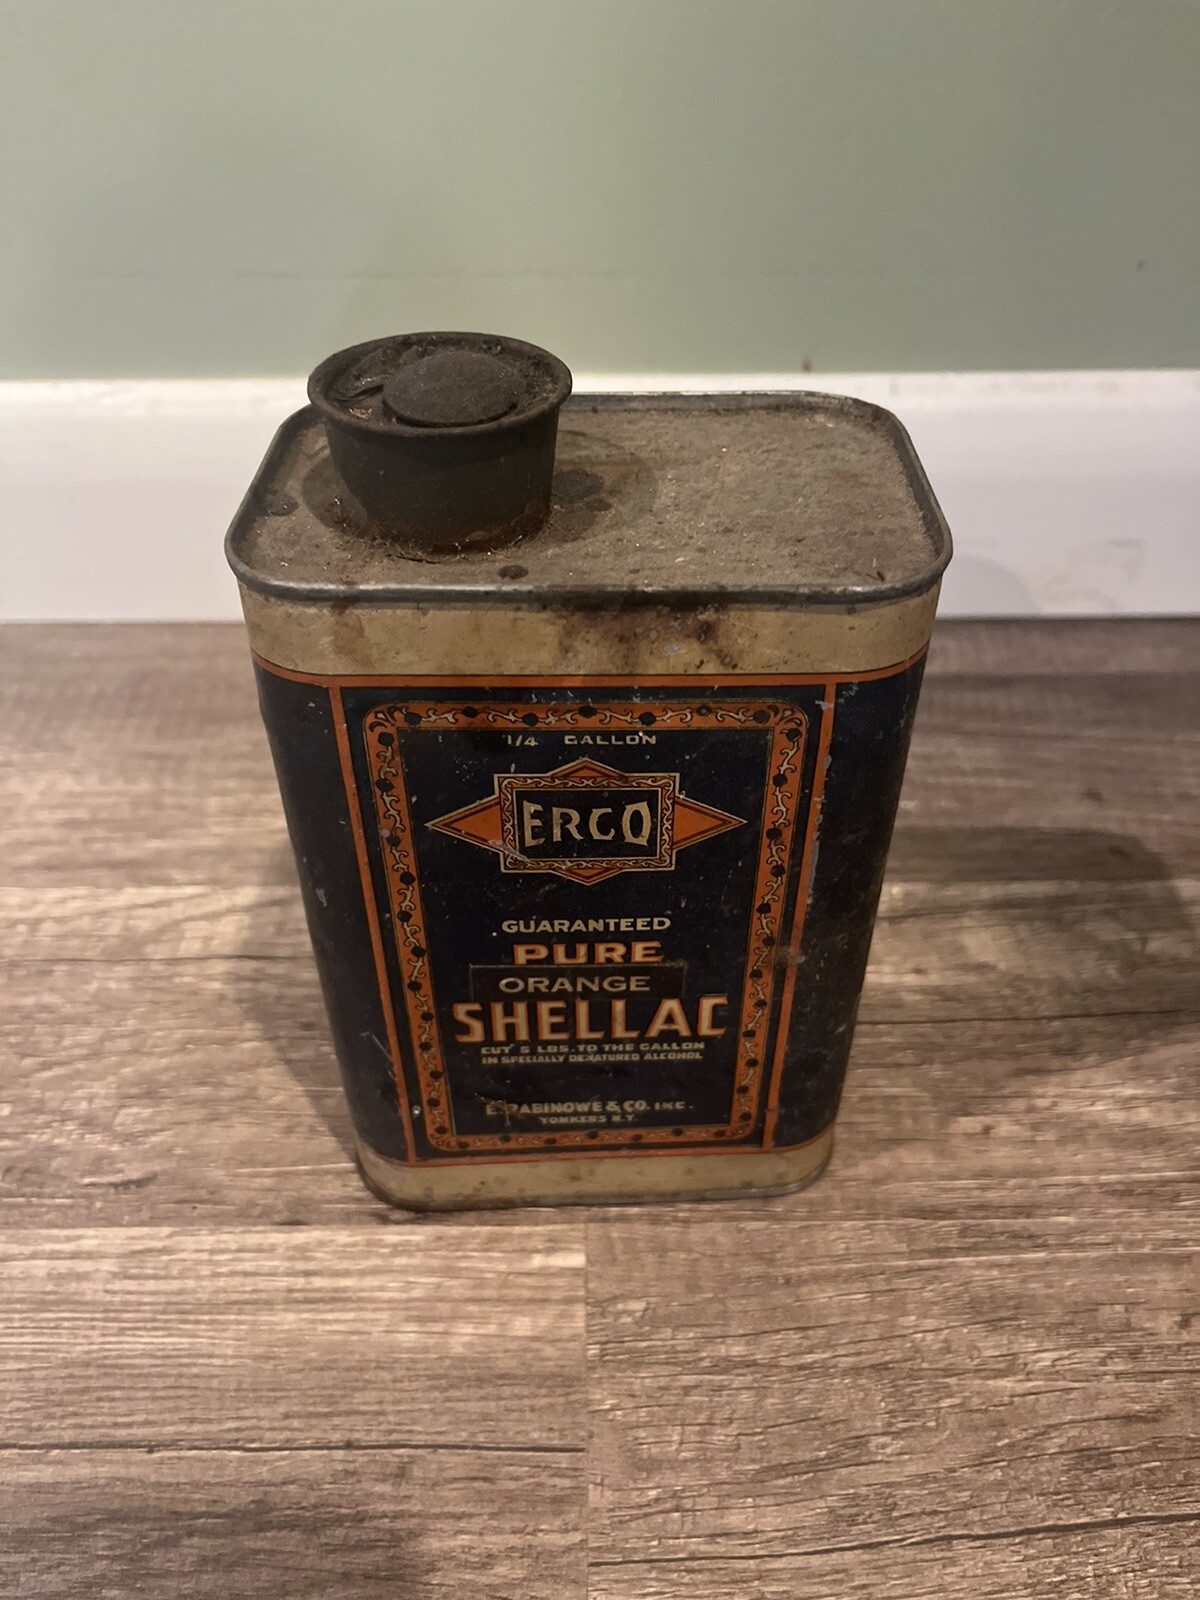 1/4 GALLON
ERCO
GUARANTEED
PURE
ORANGE
SHELLAC
CUT 5 LBS. TO THE GALLON
IN SPECIALLY DENATURED ALCOHOL
E. RABINOWE & CO. INC.
YONKERS N.Y.